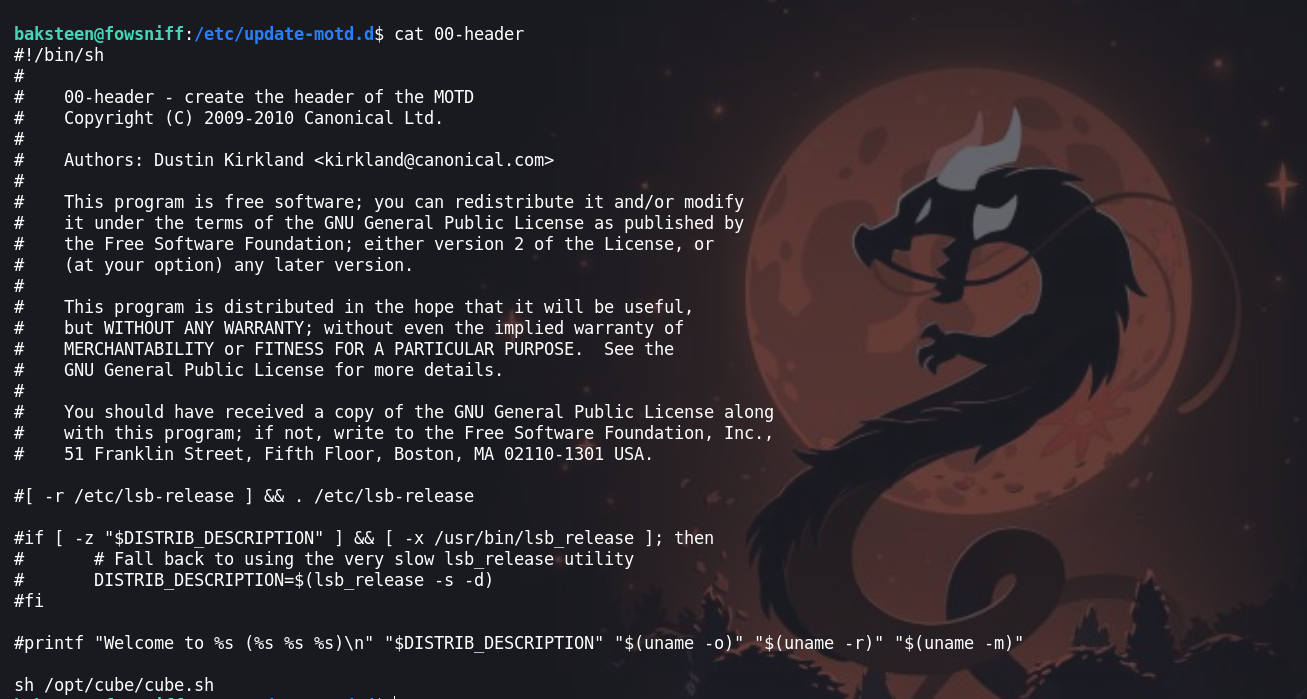 baksteen@fowsniff:/etc/update-motd.d$ cat 00-header
#!/bin/sh
#
#    00-header - create the header of the MOTD
#    Copyright (C) 2009-2010 Canonical Ltd.
#
#    Authors: Dustin Kirkland <kirkland@canonical.com>
#
#    This program is free software; you can redistribute it and/or modify
#    it under the terms of the GNU General Public License as published by
#    the Free Software Foundation; either version 2 of the License, or
#    (at your option) any later version.
#
#    This program is distributed in the hope that it will be useful,
#    but WITHOUT ANY WARRANTY; without even the implied warranty of
#    MERCHANTABILITY or FITNESS FOR A PARTICULAR PURPOSE.  See the
#    GNU General Public License for more details.
#
#    You should have received a copy of the GNU General Public License along
#    with this program; if not, write to the Free Software Foundation, Inc.,
#    51 Franklin Street, Fifth Floor, Boston, MA 02110-1301 USA.

#[ -r /etc/lsb-release ] && . /etc/lsb-release

#if [ -z "$DISTRIB_DESCRIPTION" ] && [ -x /usr/bin/lsb_release ]; then
#       # Fall back to using the very slow lsb_release utility
#       DISTRIB_DESCRIPTION=$(lsb_release -s -d)
#fi

#printf "Welcome to %s (%s %s %s)\n" "$DISTRIB_DESCRIPTION" "$(uname -o)" "$(uname -r)" "$(uname -m)"

sh /opt/cube/cube.sh